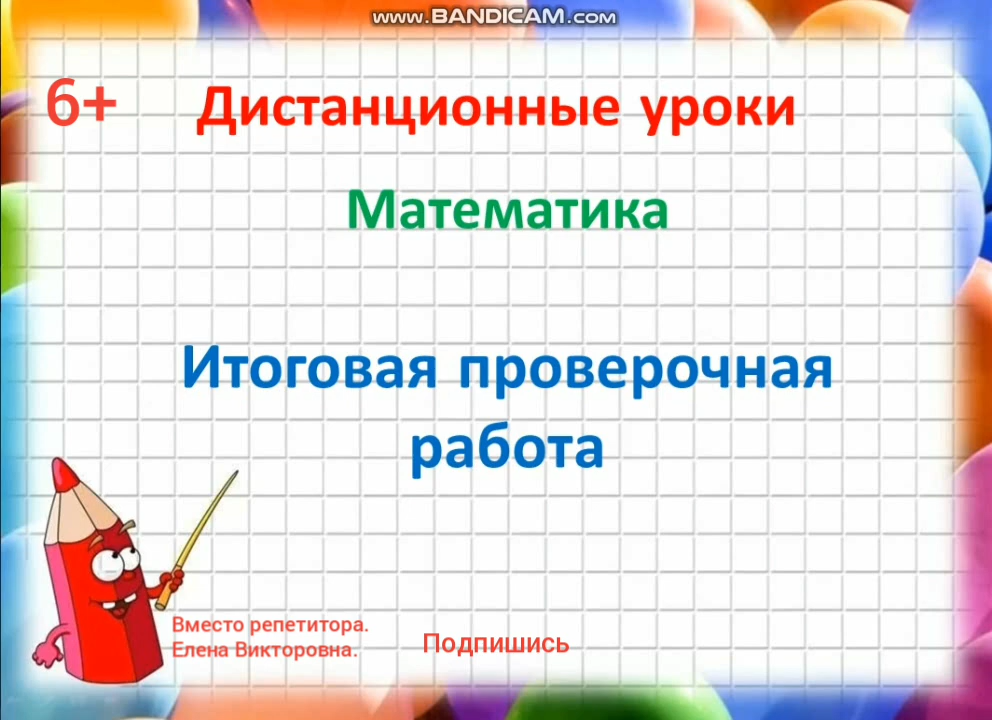 www.BANDICAM.com
6+ Дистанционные уроки
Математика
Итоговая проверочная
работа
Вместо репетитора.
Елена Викторовна.
Подпишись